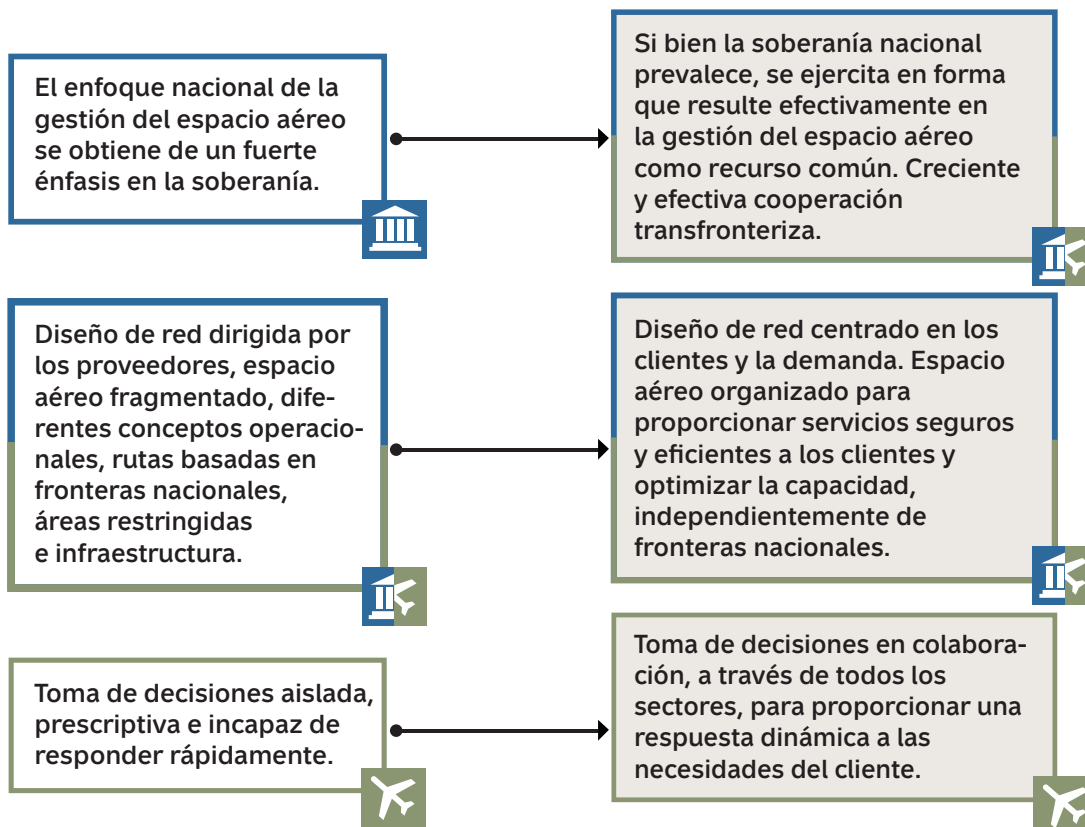 El enfoque nacional de la
gestión del espacio aéreo
se obtiene de un fuerte
énfasis en la soberanía.
Si bien la soberanía nacional
prevalece, se ejercita en forma
que resulte efectivamente en
la gestión del espacio aéreo
como recurso común. Creciente
y efectiva cooperación
transfronteriza.
Diseño de red dirigida por
los proveedores, espacio
aéreo fragmentado, dife-
rentes conceptos operacio-
nales, rutas basadas en
fronteras nacionales,
áreas restringidas
e infraestructura.
Diseño de red centrado en los
clientes y la demanda. Espacio
aéreo organizado para
proporcionar servicios seguros
y eficientes a los clientes y
optimizar la capacidad,
independientemente de
fronteras nacionales.
Toma de decisiones aislada,
prescriptiva e incapaz de
responder rápidamente.
Toma de decisiones en colabora-
ción, a través de todos los
sectores, para proporcionar una
respuesta dinámica a las
necesidades del cliente.